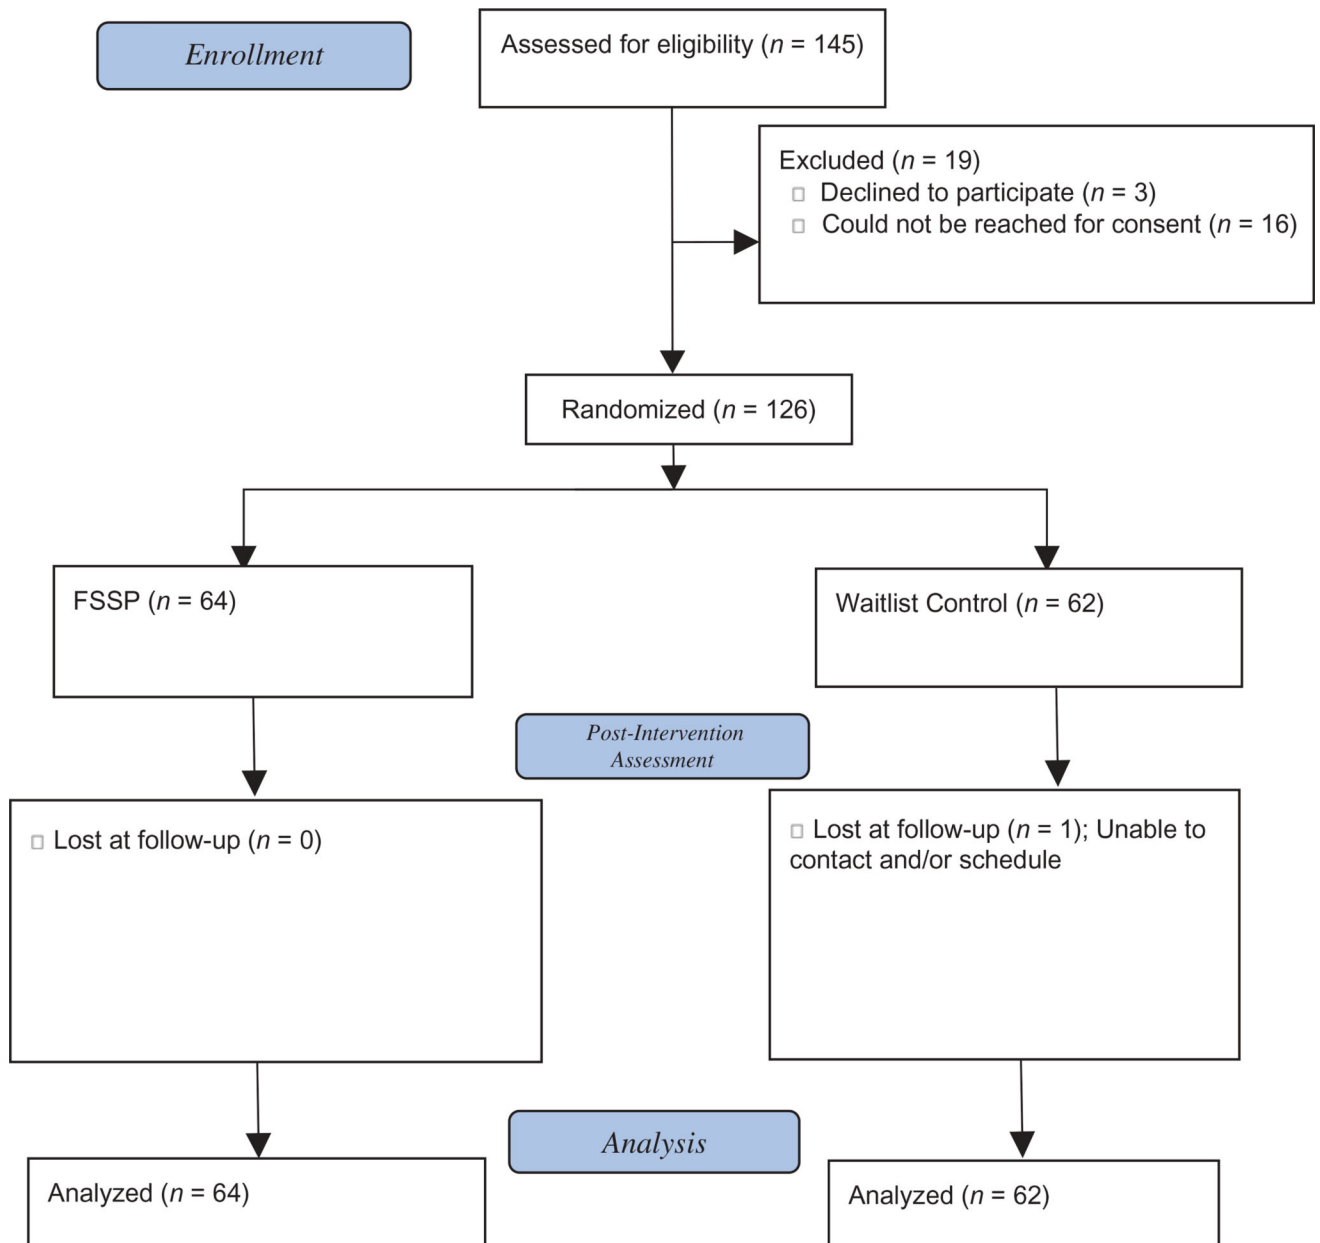 Enrollment
Assessed for eligibility (n = 145)
Excluded (n = 19)
Declined to participate (n = 3)
Could not be reached for consent (n = 16)
Randomized (n = 126)
FSSP (n = 64)
Waitlist Control (n = 62)
Post-Intervention
Assessment
Lost at follow-up (n = 0)
Lost at follow-up (n = 1); Unable to
contact and/or schedule
Analysis
Analyzed (n = 64)
Analyzed (n = 62)